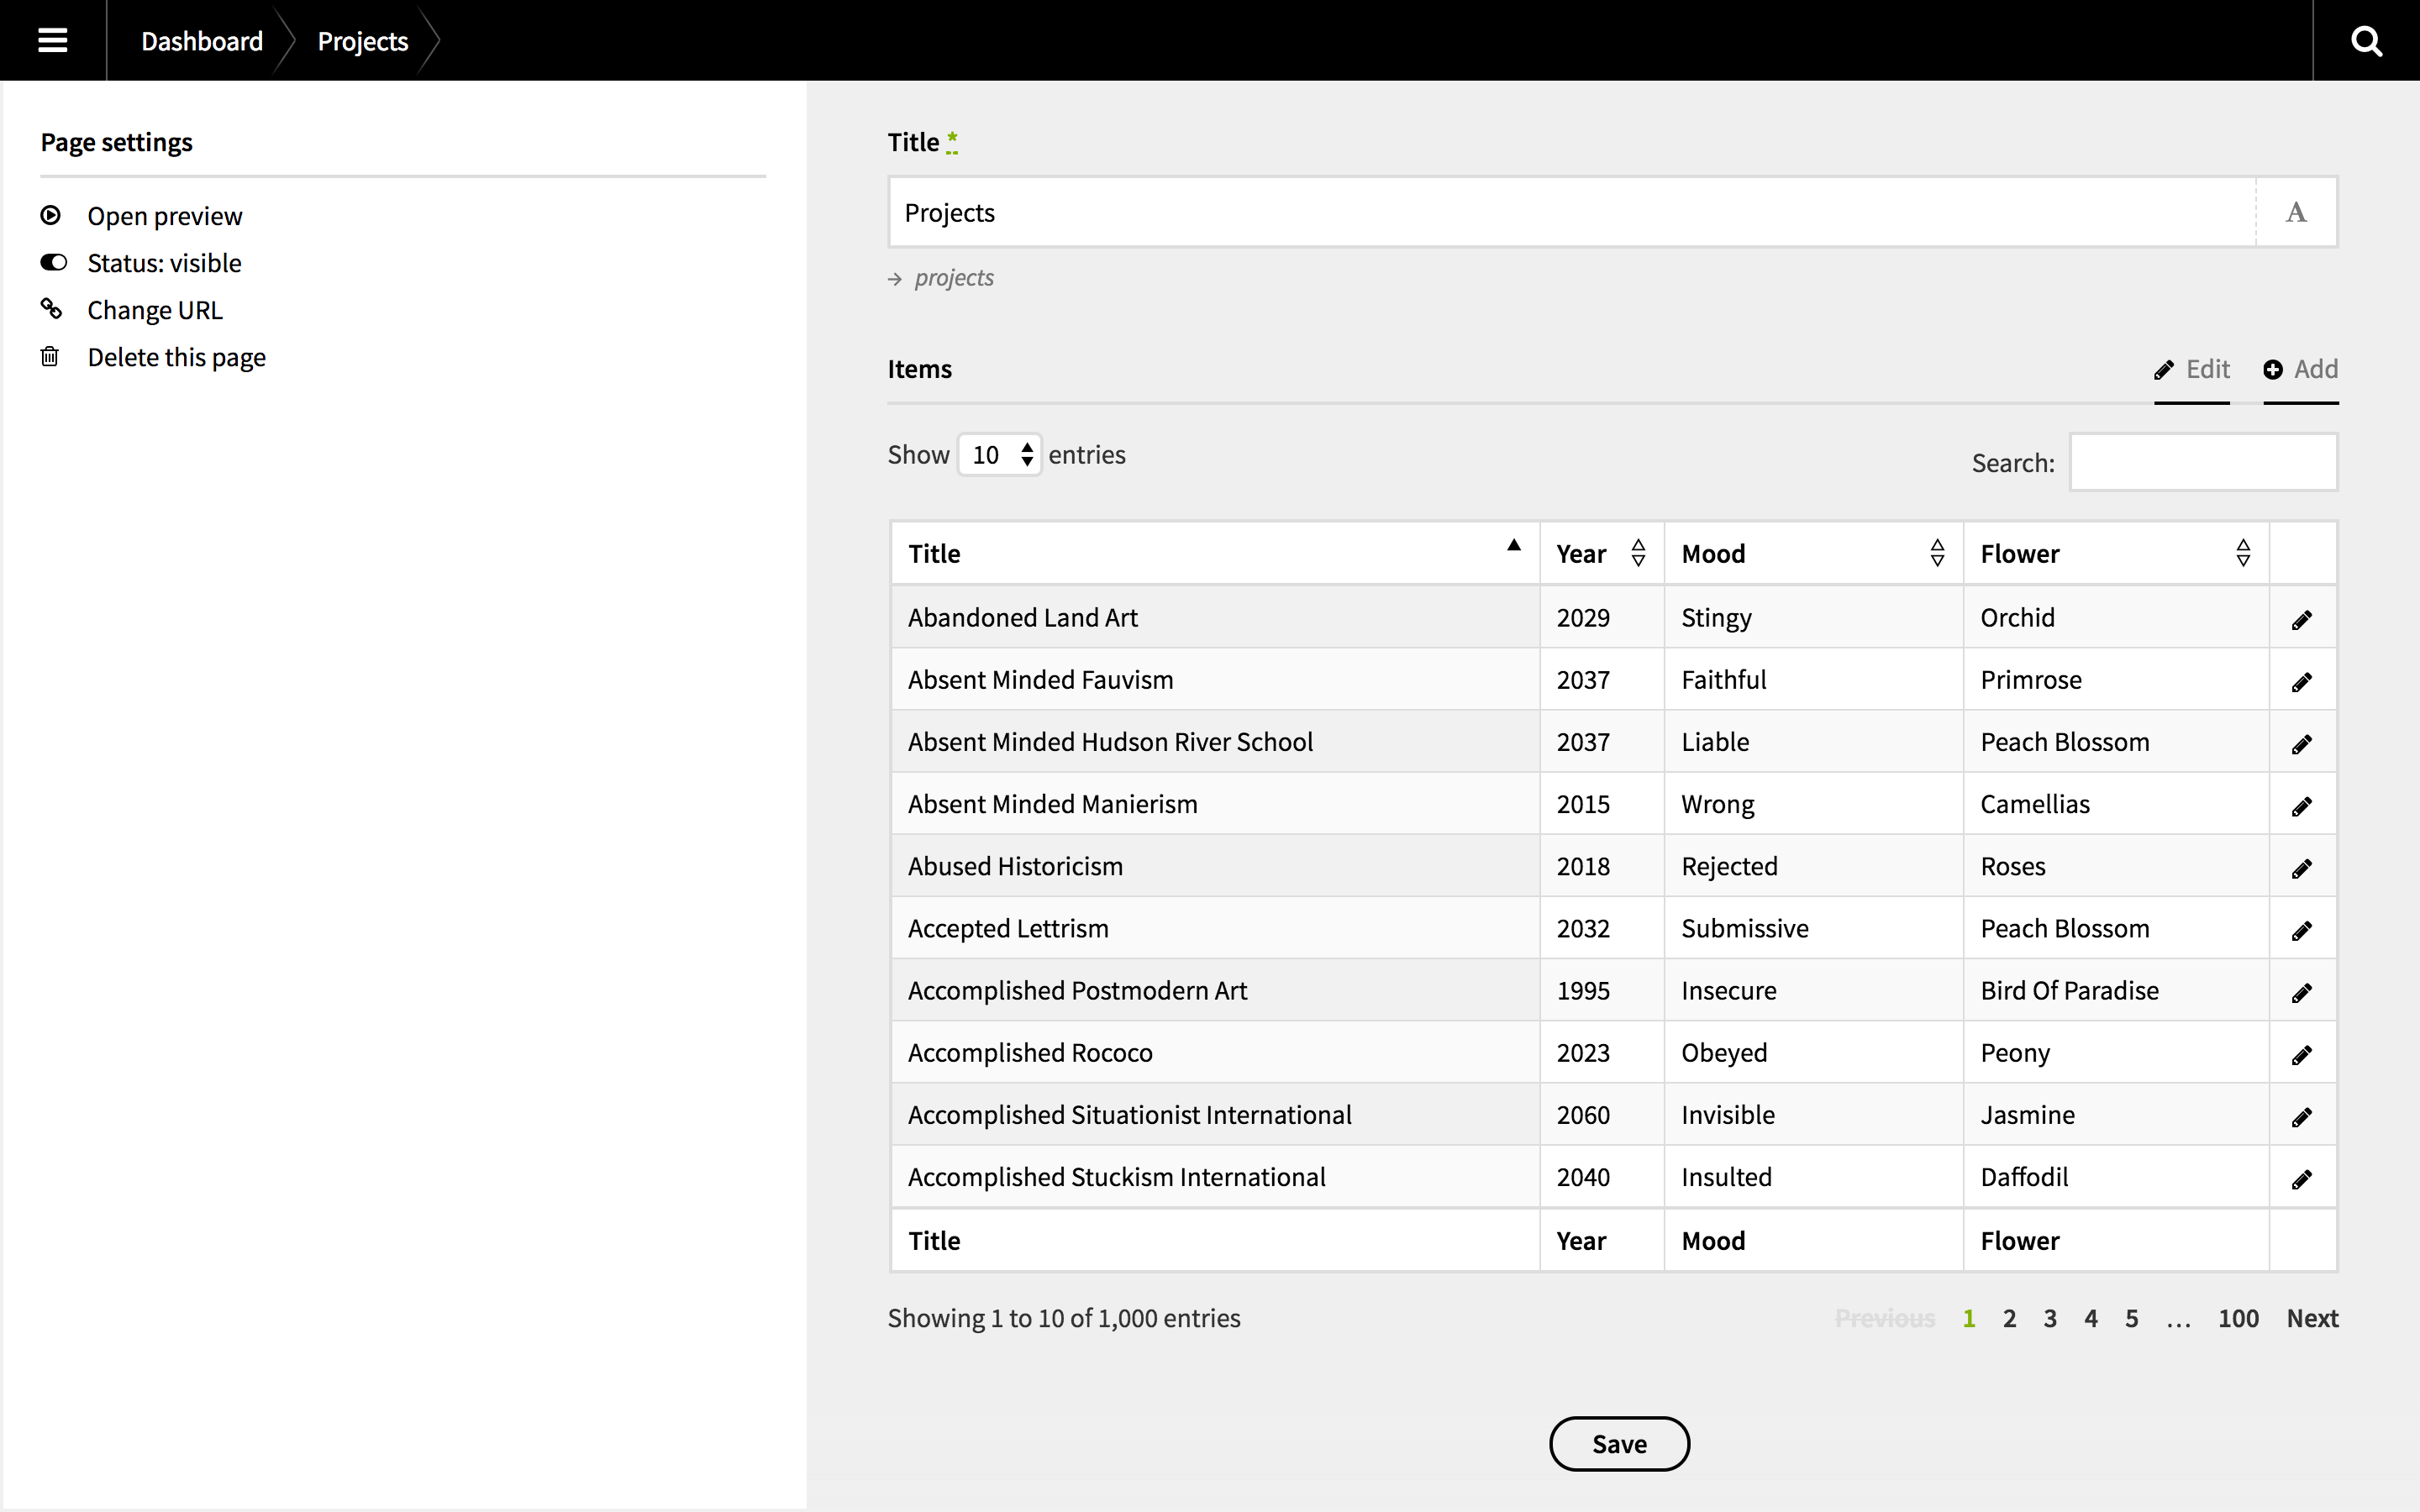 Dashboard Projects
Page settings
Open preview
Status: visible
Change URL
Delete this page
Title *
Projects A
→ projects
Items Edit Add
Show 10 entries Search:
Title Year Mood Flower
Abandoned Land Art 2029 Stingy Orchid
Absent Minded Fauvism 2037 Faithful Primrose
Absent Minded Hudson River School 2037 Liable Peach Blossom
Absent Minded Manierism 2015 Wrong Camellias
Abused Historicism 2018 Rejected Roses
Accepted Lettrism 2032 Submissive Peach Blossom
Accomplished Postmodern Art 1995 Insecure Bird Of Paradise
Accomplished Rococo 2023 Obeyed Peony
Accomplished Situationist International 2060 Invisible Jasmine
Accomplished Stuckism International 2040 Insulted Daffodil
Title Year Mood Flower
Showing 1 to 10 of 1,000 entries Previous 1 2 3 4 5 … 100 Next
Save